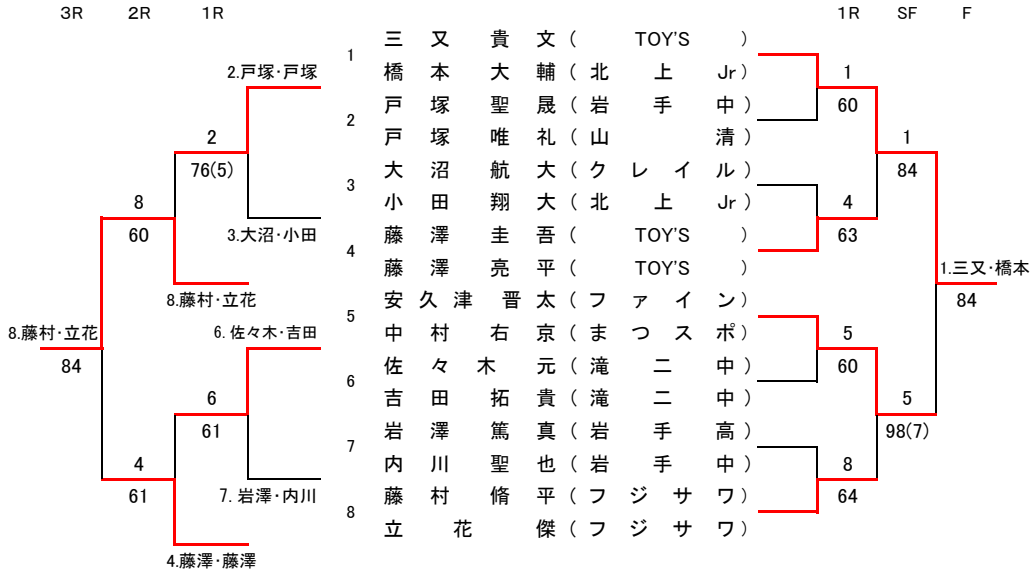 3R 2R 1R 1R SF F
三又貴文(TOY'S)
1
橋本大輔(北上Jr)
2.戸塚・戸塚
1
戸塚聖晟(岩手中)
60
2
戸塚唯礼(山清)
2
1
76(5)
大沼航大(クレイル)
84
3
小田翔大(北上Jr)
8
4
60
3.大沼・小田
藤澤圭吾(TOY'S)
63
4
藤澤亮平(TOY'S)
1.三又・橋本
8.藤村・立花
安久津晋太(ファイン)
84
5
8.藤村・立花
6.佐々木・吉田
中村右京(まつスポ)
5
84
佐々木元(滝二中)
60
6
吉田拓貴(滝二中)
6
5
61
岩澤篤真(岩手高)
98(7)
7
内川聖也(岩手中)
4
8
61
7.岩澤・内川
藤村脩平(フジサワ)
64
8
立花傑(フジサワ)
4.藤澤・藤澤